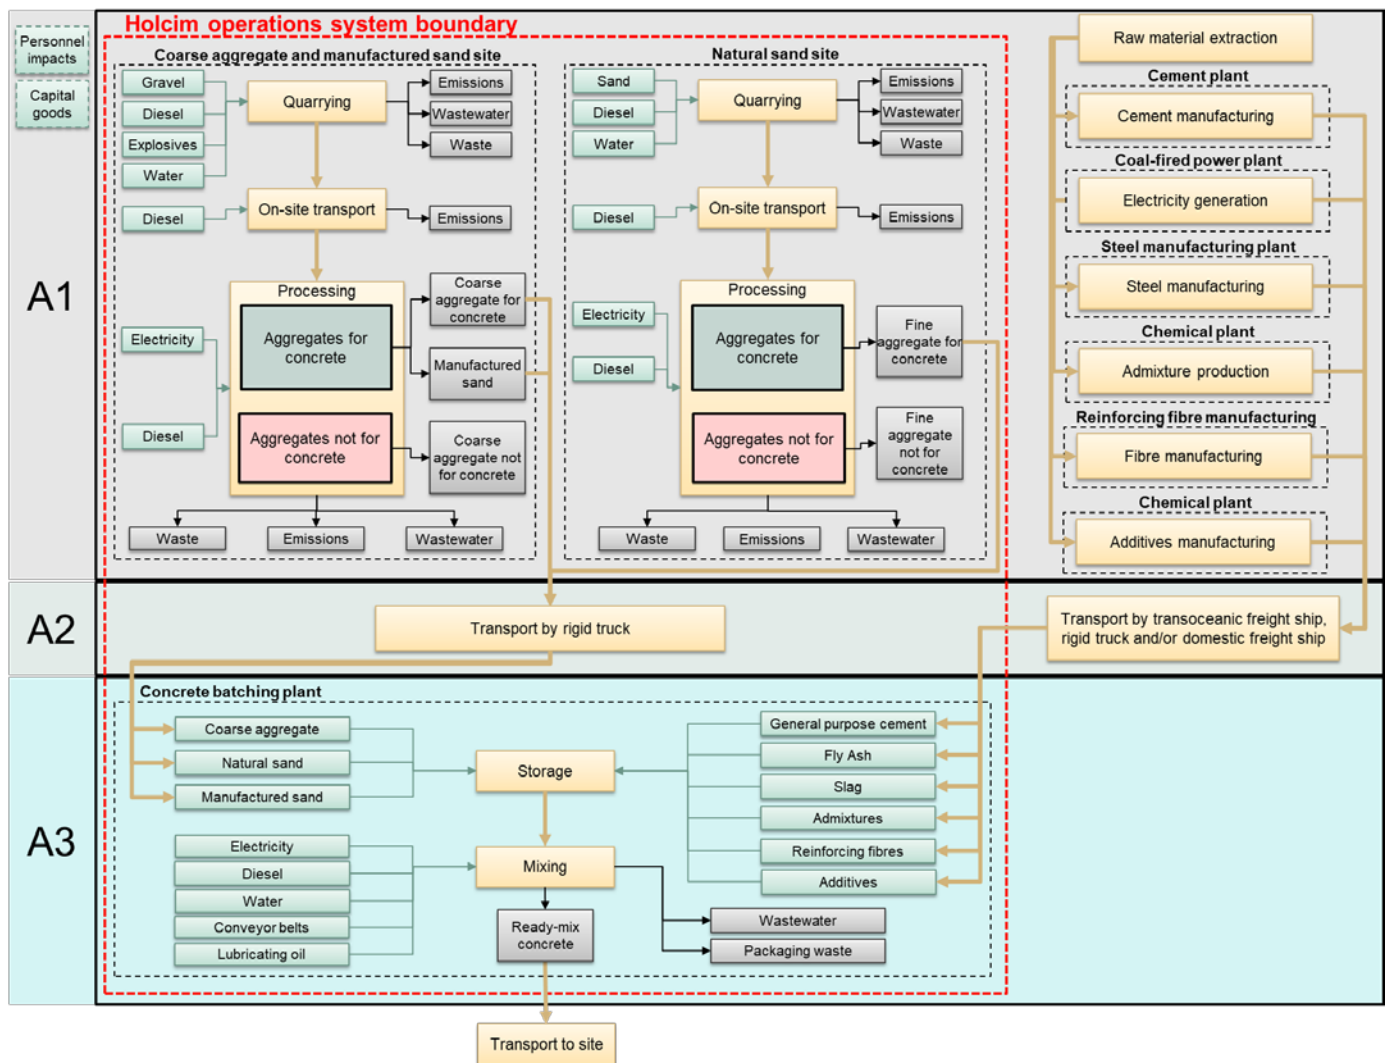 Holcim operations system boundary
Personnel
impacts
Capital
goods
A1
Coarse aggregate and manufactured sand site
Gravel
Diesel
Explosives
Water
Quarrying
Emissions
Wastewater
Waste
Diesel
On-site transport
Emissions
Electricity
Diesel
Processing
Aggregates for
concrete
Aggregates not for
concrete
Coarse
aggregate for
concrete
Manufactured
sand
Coarse
aggregate not
for concrete
Waste
Emissions
Wastewater
Natural sand site
Sand
Diesel
Water
Quarrying
Emissions
Wastewater
Waste
Diesel
On-site transport
Emissions
Electricity
Diesel
Processing
Aggregates for
concrete
Aggregates not for
concrete
Fine
aggregate for
concrete
Fine
aggregate
not for
concrete
Waste
Emissions
Wastewater
Raw material extraction
Cement plant
Cement manufacturing
Coal-fired power plant
Electricity generation
Steel manufacturing plant
Steel manufacturing
Chemical plant
Admixture production
Reinforcing fibre manufacturing
Fibre manufacturing
Chemical plant
Additives manufacturing
A2
Transport by rigid truck
Transport by transoceanic freight ship,
rigid truck and/or domestic freight ship
A3
Concrete batching plant
Coarse aggregate
Natural sand
Manufactured sand
Electricity
Diesel
Water
Conveyor belts
Lubricating oil
Storage
Mixing
Ready-mix
concrete
General purpose cement
Fly Ash
Slag
Admixtures
Reinforcing fibres
Additives
Wastewater
Packaging waste
Transport to site